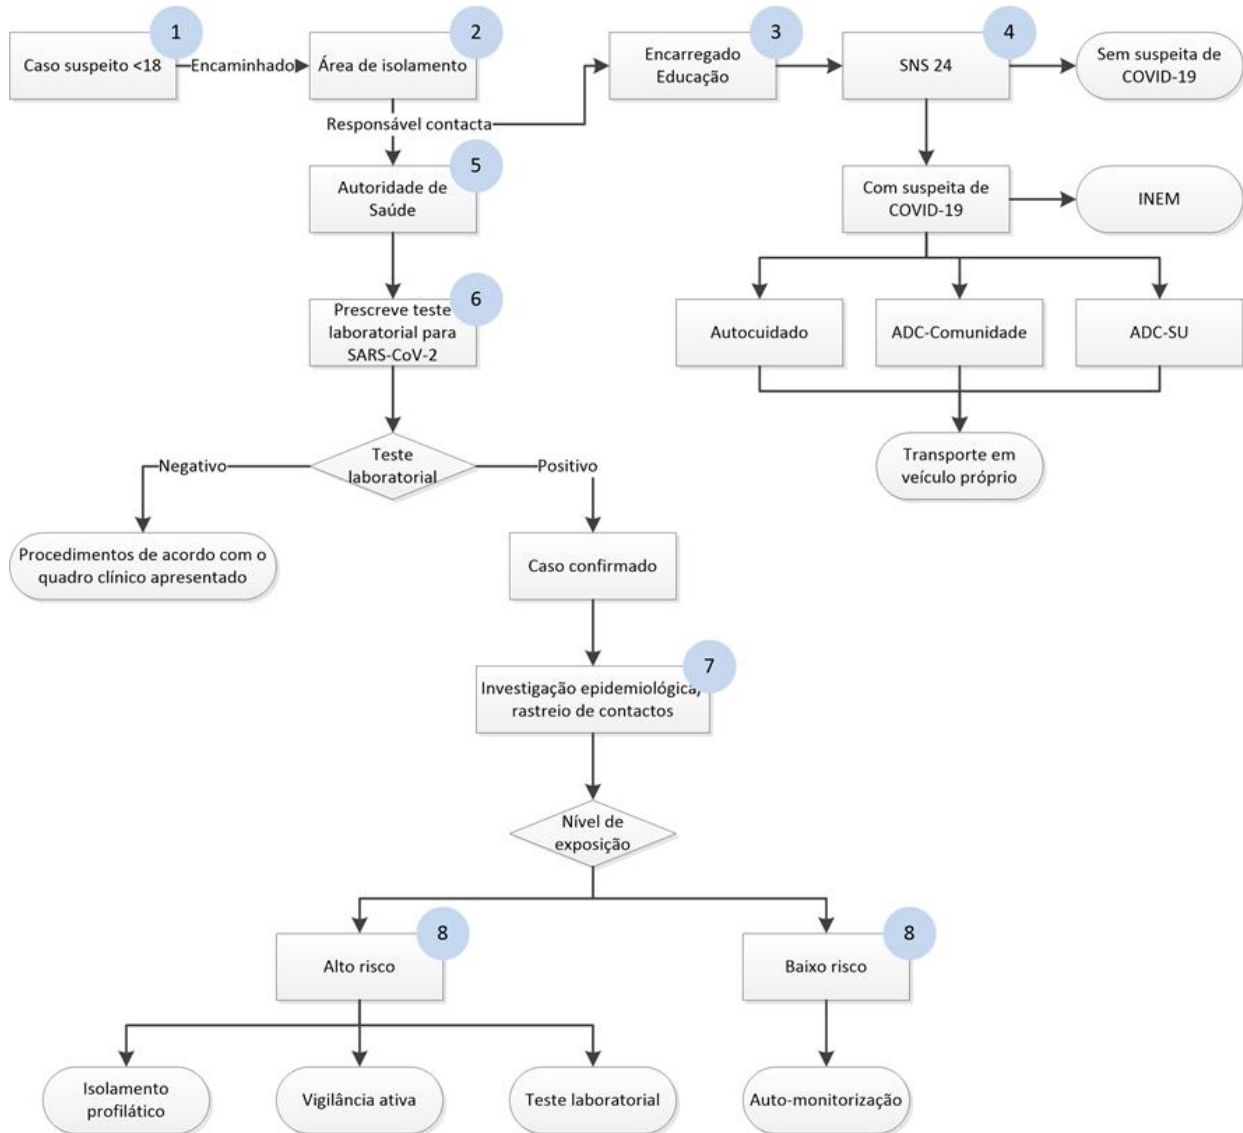 1
Caso suspeito <18
Encaminhado
2
Área de isolamento
3
Encarregado
Educação
4
SNS 24
Sem suspeita de
COVID-19
Responsável contacta
5
Autoridade de
Saúde
Com suspeita de
COVID-19
INEM
6
Prescreve teste
laboratorial para
SARS-CoV-2
Autocuidado
ADC-Comunidade
ADC-SU
Teste
laboratorial
Negativo
Positivo
Transporte em
veículo próprio
Procedimentos de acordo com o
quadro clínico apresentado
Caso confirmado
7
Investigação epidemiológica,
rastreio de contactos
Nível de
exposição
8
Alto risco
8
Baixo risco
Isolamento
profilático
Vigilância ativa
Teste laboratorial
Auto-monitorização